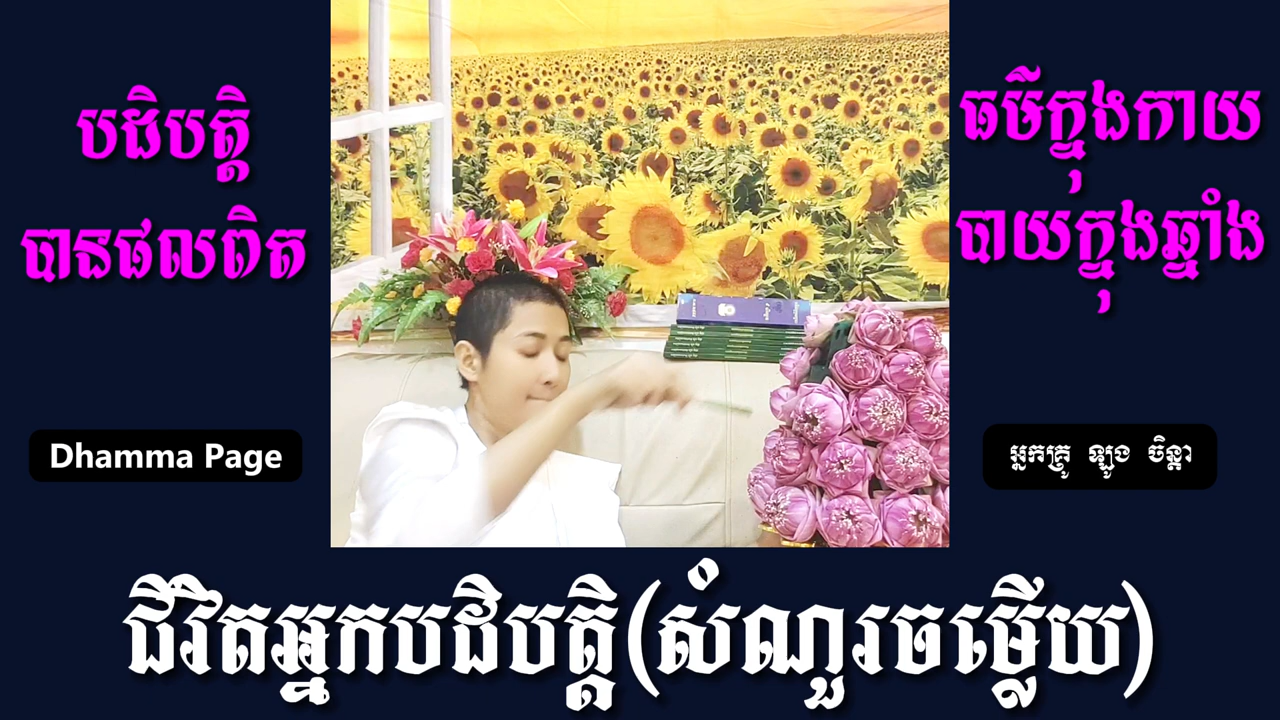 បដិបត្តិ
បានផលពិត
ធម៌ក្នុងកាយ
បាយក្នុងឆ្នាំង
Dhamma Page
អ្នកគ្រូ ឡុង ចិន្តា
ជីវិតអ្នកបដិបត្តិ(សំណួរចម្លើយ)